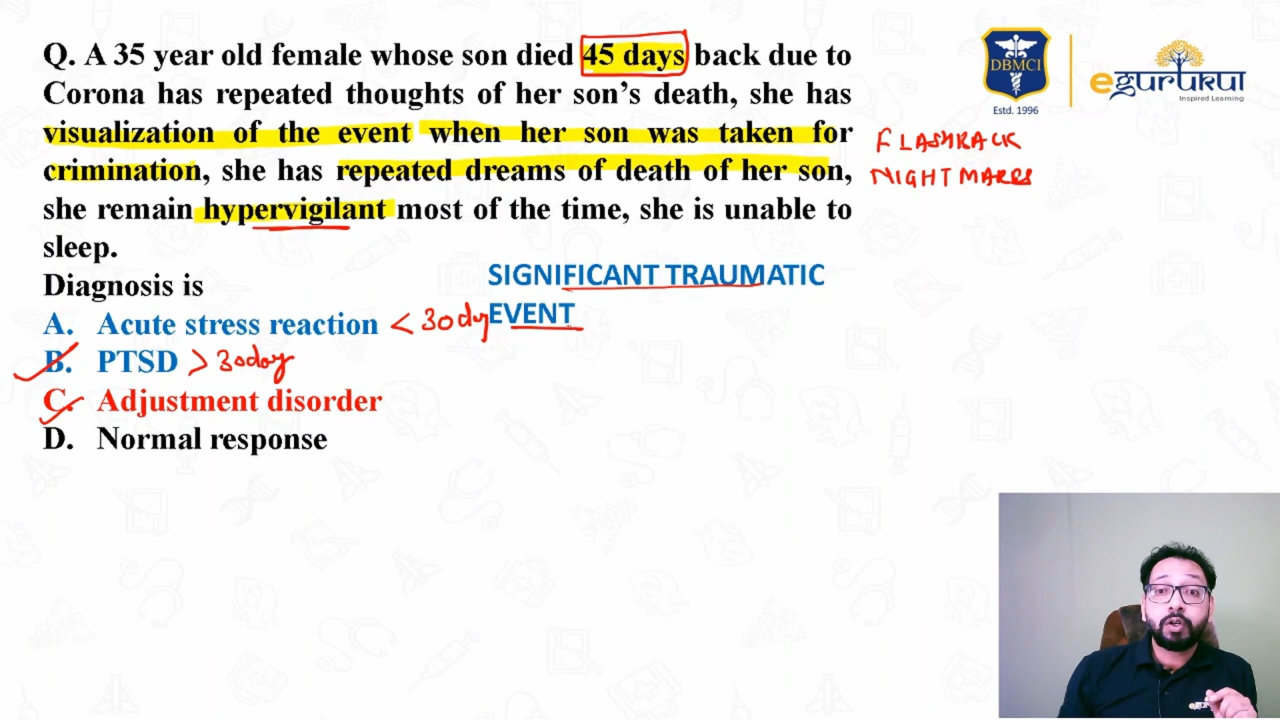 Q. A 35 year old female whose son died 45 days back due to
Corona has repeated thoughts of her son's death, she has
visualization of the event when her son was taken for
crimination, she has repeated dreams of death of her son,
she remain hypervigilant most of the time, she is unable to
sleep.
Diagnosis is
A. Acute stress reaction < 30 dy
B. PTSD > 30 day
C. Adjustment disorder
D. Normal response
SIGNIFICANT TRAUMATIC
EVENT
FLASHBACK
NIGHTMARES
DBMCI
Estd. 1996
egurukul
Inspired Learning
egurukul